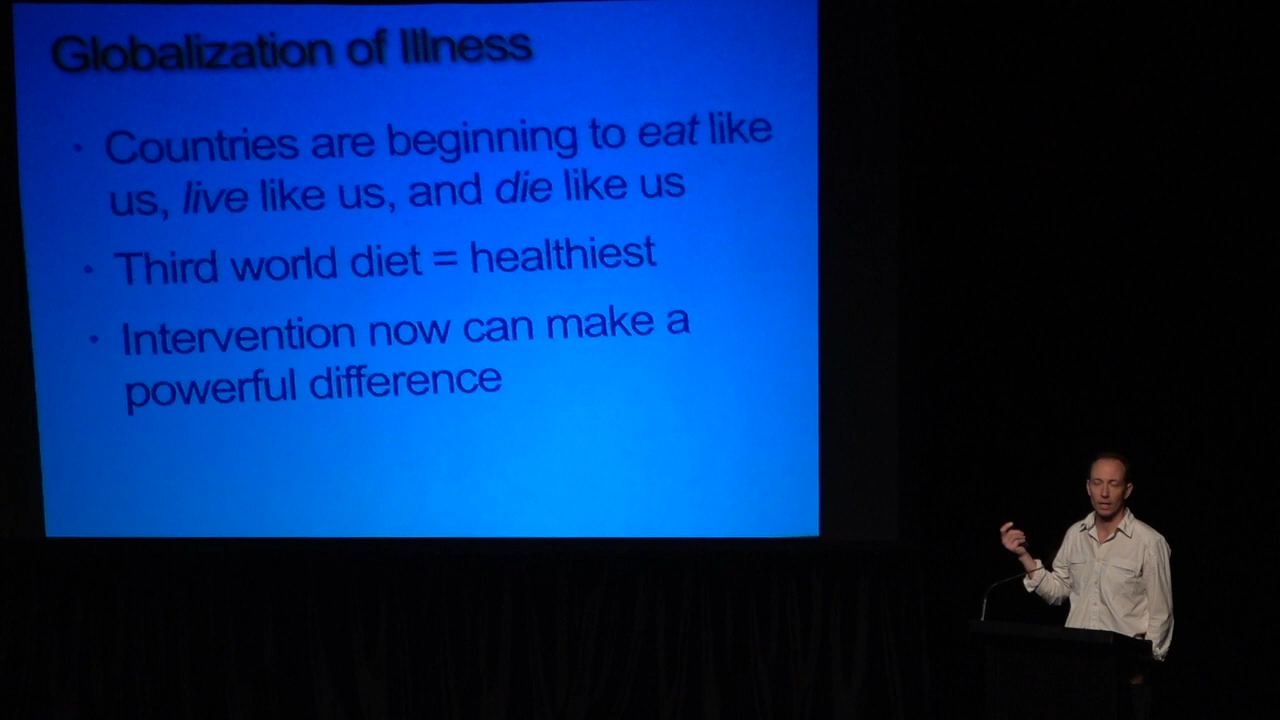 Globalization of Illness
• Countries are beginning to eat like
us, live like us, and die like us
• Third world diet = healthiest
• Intervention now can make a
powerful difference